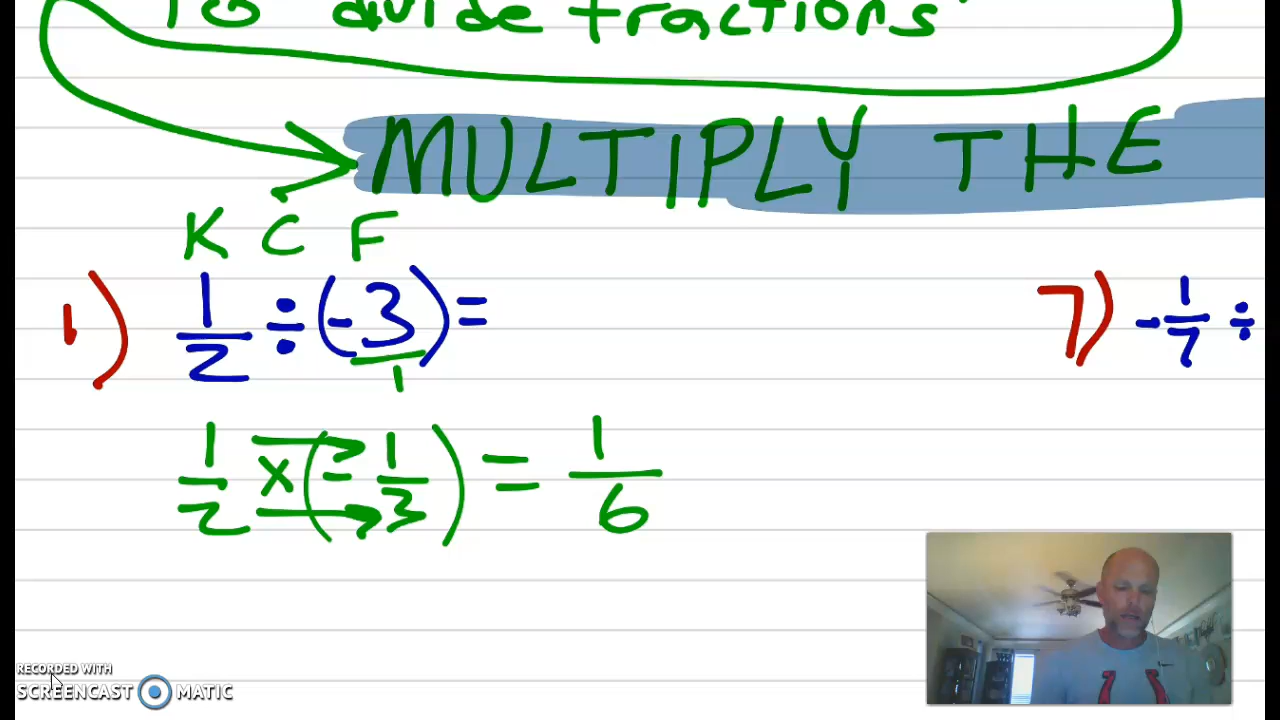 To divide fractions
MULTIPLY THE
K C F
1) 1/2 ÷ (-3/1) =
7) -1/7 ÷
1/2 x (- 1/3) = 1/6
RECORDED WITH
SCREENCAST MATIC